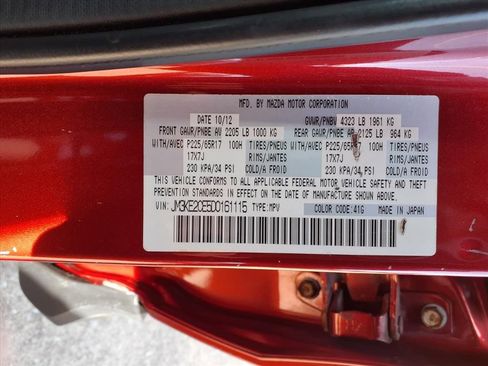 MFD. BY MAZDA MOTOR CORPORATION
DATE 10/12 GVWR/PNBV 4323 LB 1961 KG
FRONT GAWR/PNBE AV 2205 LB 1000 KG REAR GAWR/PNBE AR 2125 LB 964 KG
WITH/AVEC P225/65R17 100H TIRES/PNEUS WITH/AVEC P225/65R17 100H TIRES/PNEUS
17X7J RIMS/JANTES 17X7J RIMS/JANTES
230 KPA/34 PSI 230 KPA/34 PSI
THIS VEHICLE CONFORMS TO ALL APPLICABLE FEDERAL MOTOR VEHICLE SAFETY AND THEFT
PREVENTION STANDARDS IN EFFECT ON THE DATE OF MANUFACTURE SHOWN ABOVE.
VIN: JM3KE2CE5D0161115 TYPE:MPV COLOR CODE:41G MADE IN JAPAN